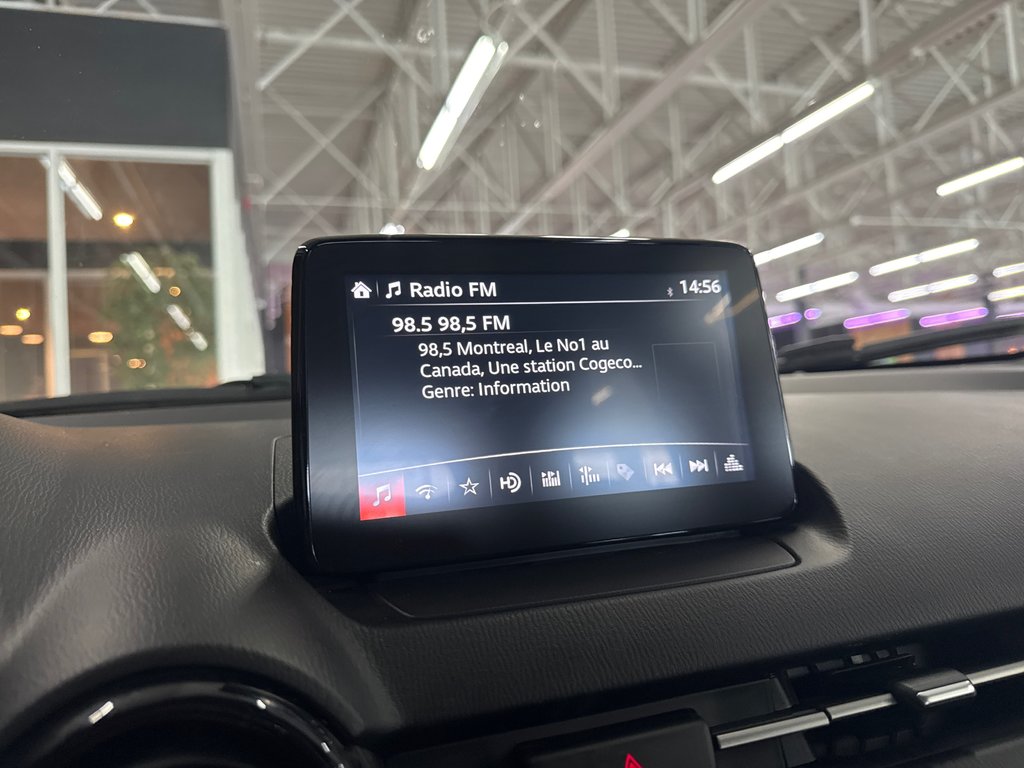 Radio FM
14:56
98.5 98,5 FM
98,5 Montreal, Le No1 au
Canada, Une station Cogeco...
Genre: Information
HD